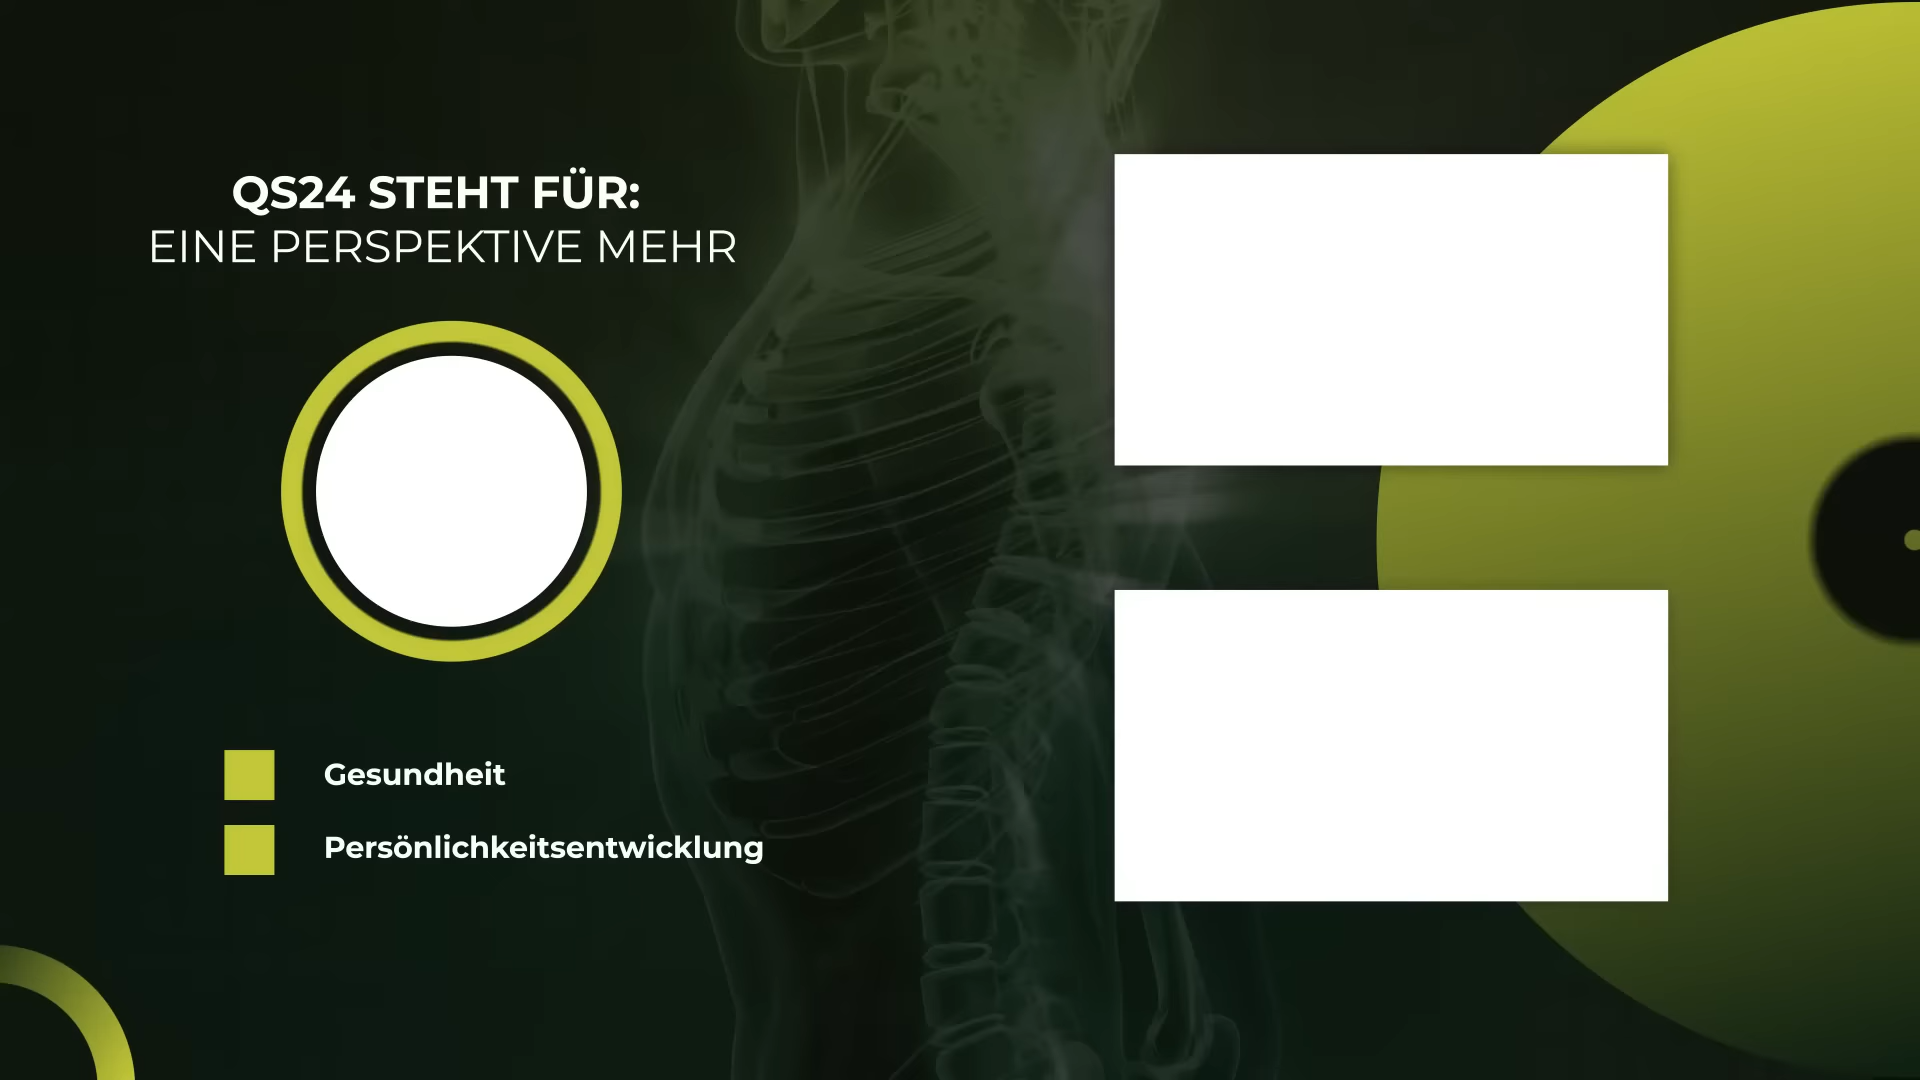 QS24 STEHT FÜR:
EINE PERSPEKTIVE MEHR
Gesundheit
Persönlichkeitsentwicklung